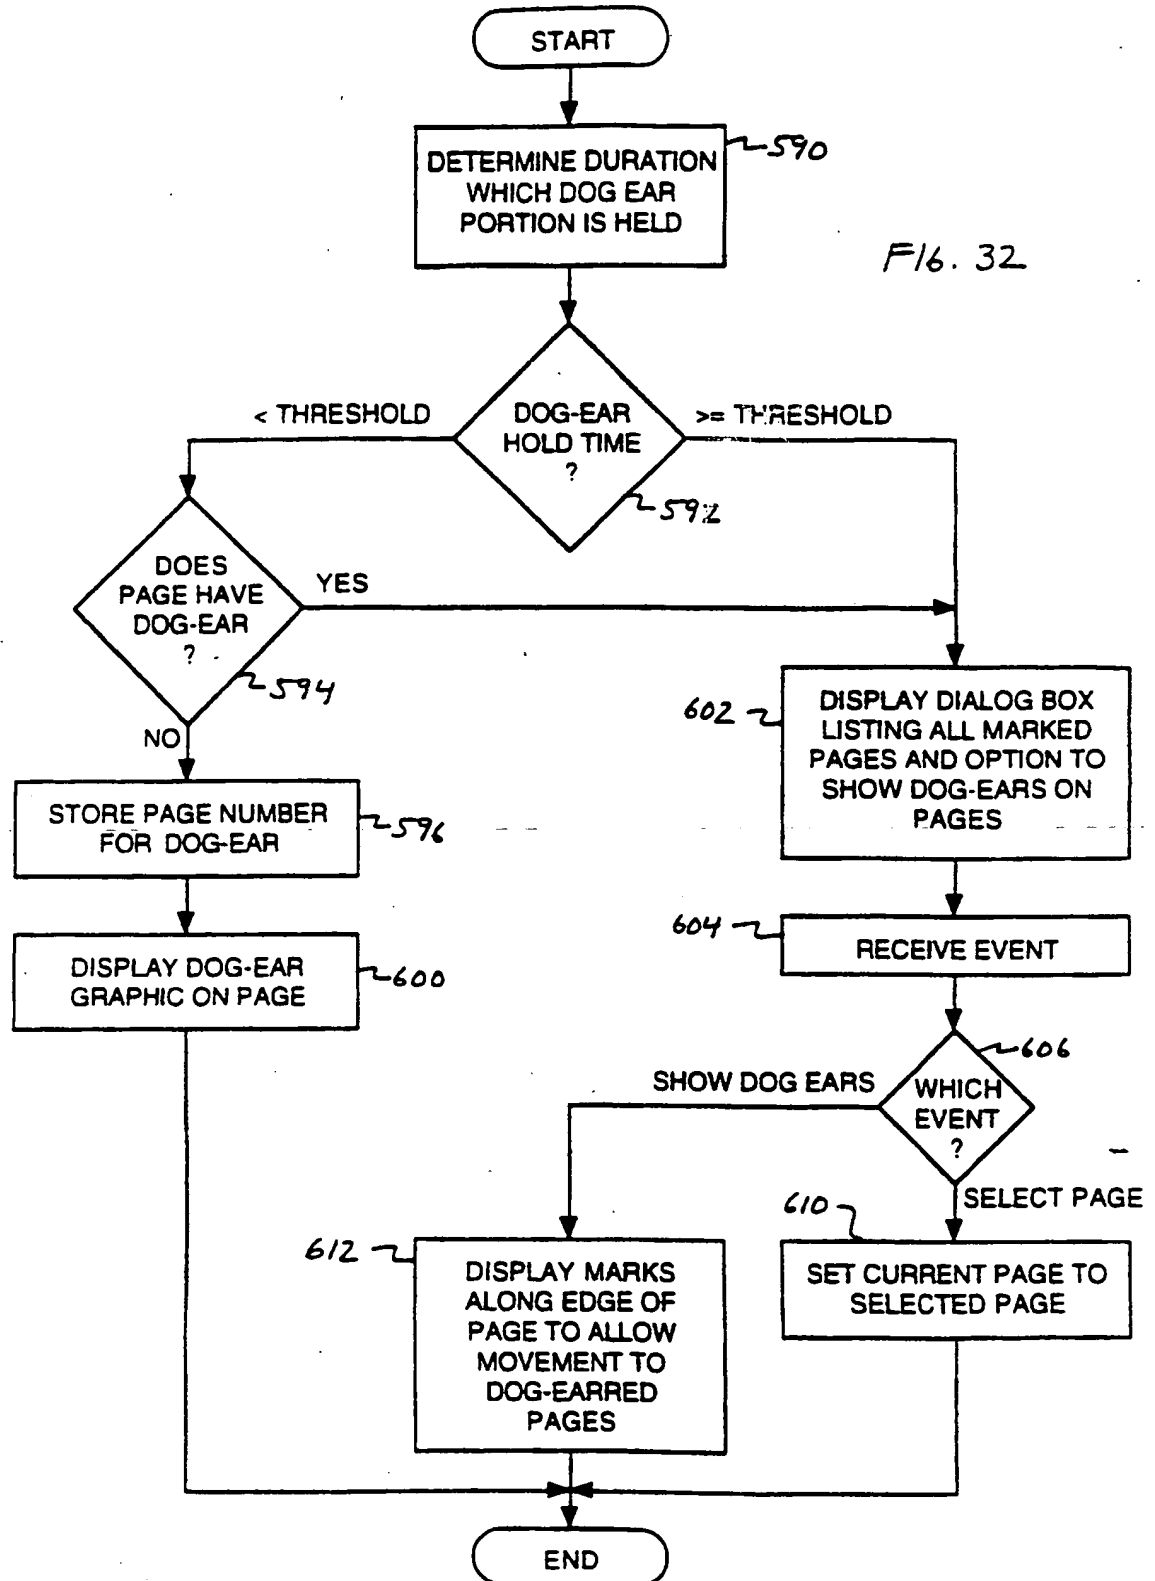 START
DETERMINE DURATION
WHICH DOG EAR
PORTION IS HELD
590
FIG. 32
< THRESHOLD
DOG-EAR
HOLD TIME
?
>= THRESHOLD
592
DOES
PAGE HAVE
DOG-EAR
?
YES
594
NO
STORE PAGE NUMBER
FOR DOG-EAR
596
DISPLAY DOG-EAR
GRAPHIC ON PAGE
600
602
DISPLAY DIALOG BOX
LISTING ALL MARKED
PAGES AND OPTION TO
SHOW DOG-EARS ON
PAGES
604
RECEIVE EVENT
606
SHOW DOG EARS
WHICH
EVENT
?
SELECT PAGE
610
SET CURRENT PAGE TO
SELECTED PAGE
612
DISPLAY MARKS
ALONG EDGE OF
PAGE TO ALLOW
MOVEMENT TO
DOG-EARRED
PAGES
END